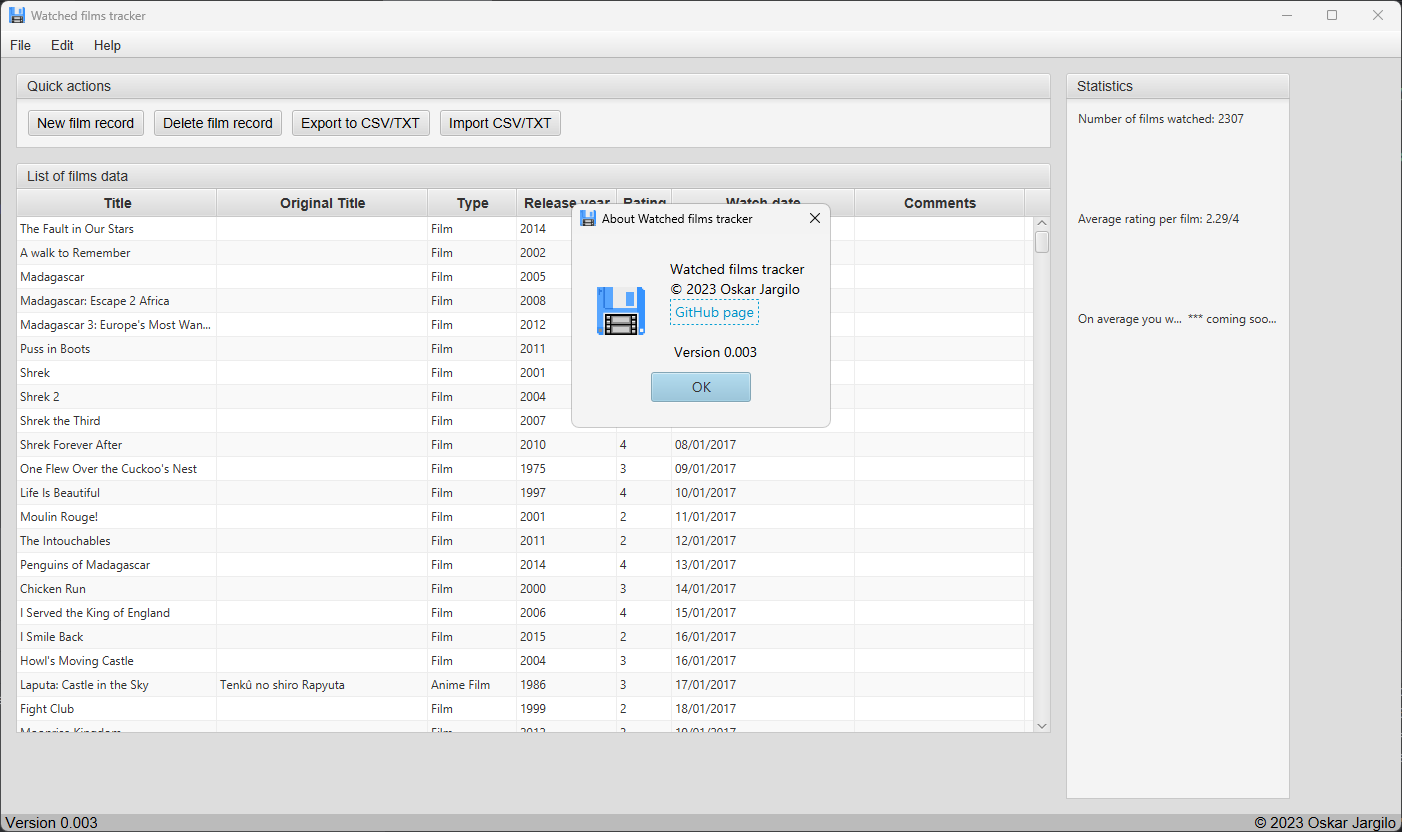 Watched films tracker
File Edit Help
Quick actions
New film record Delete film record Export to CSV/TXT Import CSV/TXT
List of films data
Title Original Title Type Release year Rating Watch date Comments
The Fault in Our Stars Film 2014
A walk to Remember Film 2002
Madagascar Film 2005
Madagascar: Escape 2 Africa Film 2008
Madagascar 3: Europe's Most Wan... Film 2012
Puss in Boots Film 2011
Shrek Film 2001
Shrek 2 Film 2004
Shrek the Third Film 2007
Shrek Forever After Film 2010 4 08/01/2017
One Flew Over the Cuckoo's Nest Film 1975 3 09/01/2017
Life Is Beautiful Film 1997 4 10/01/2017
Moulin Rouge! Film 2001 2 11/01/2017
The Intouchables Film 2011 2 12/01/2017
Penguins of Madagascar Film 2014 4 13/01/2017
Chicken Run Film 2000 3 14/01/2017
I Served the King of England Film 2006 4 15/01/2017
I Smile Back Film 2015 2 16/01/2017
Howl's Moving Castle Film 2004 3 16/01/2017
Laputa: Castle in the Sky Tenkû no shiro Rapyuta Anime Film 1986 3 17/01/2017
Fight Club Film 1999 2 18/01/2017
Moonrise Kingdom Film 2012
About Watched films tracker
Watched films tracker
© 2023 Oskar Jargilo
GitHub page
Version 0.003
OK
Statistics
Number of films watched: 2307
Average rating per film: 2.29/4
On average you w... *** coming soo...
Version 0.003
© 2023 Oskar Jargilo